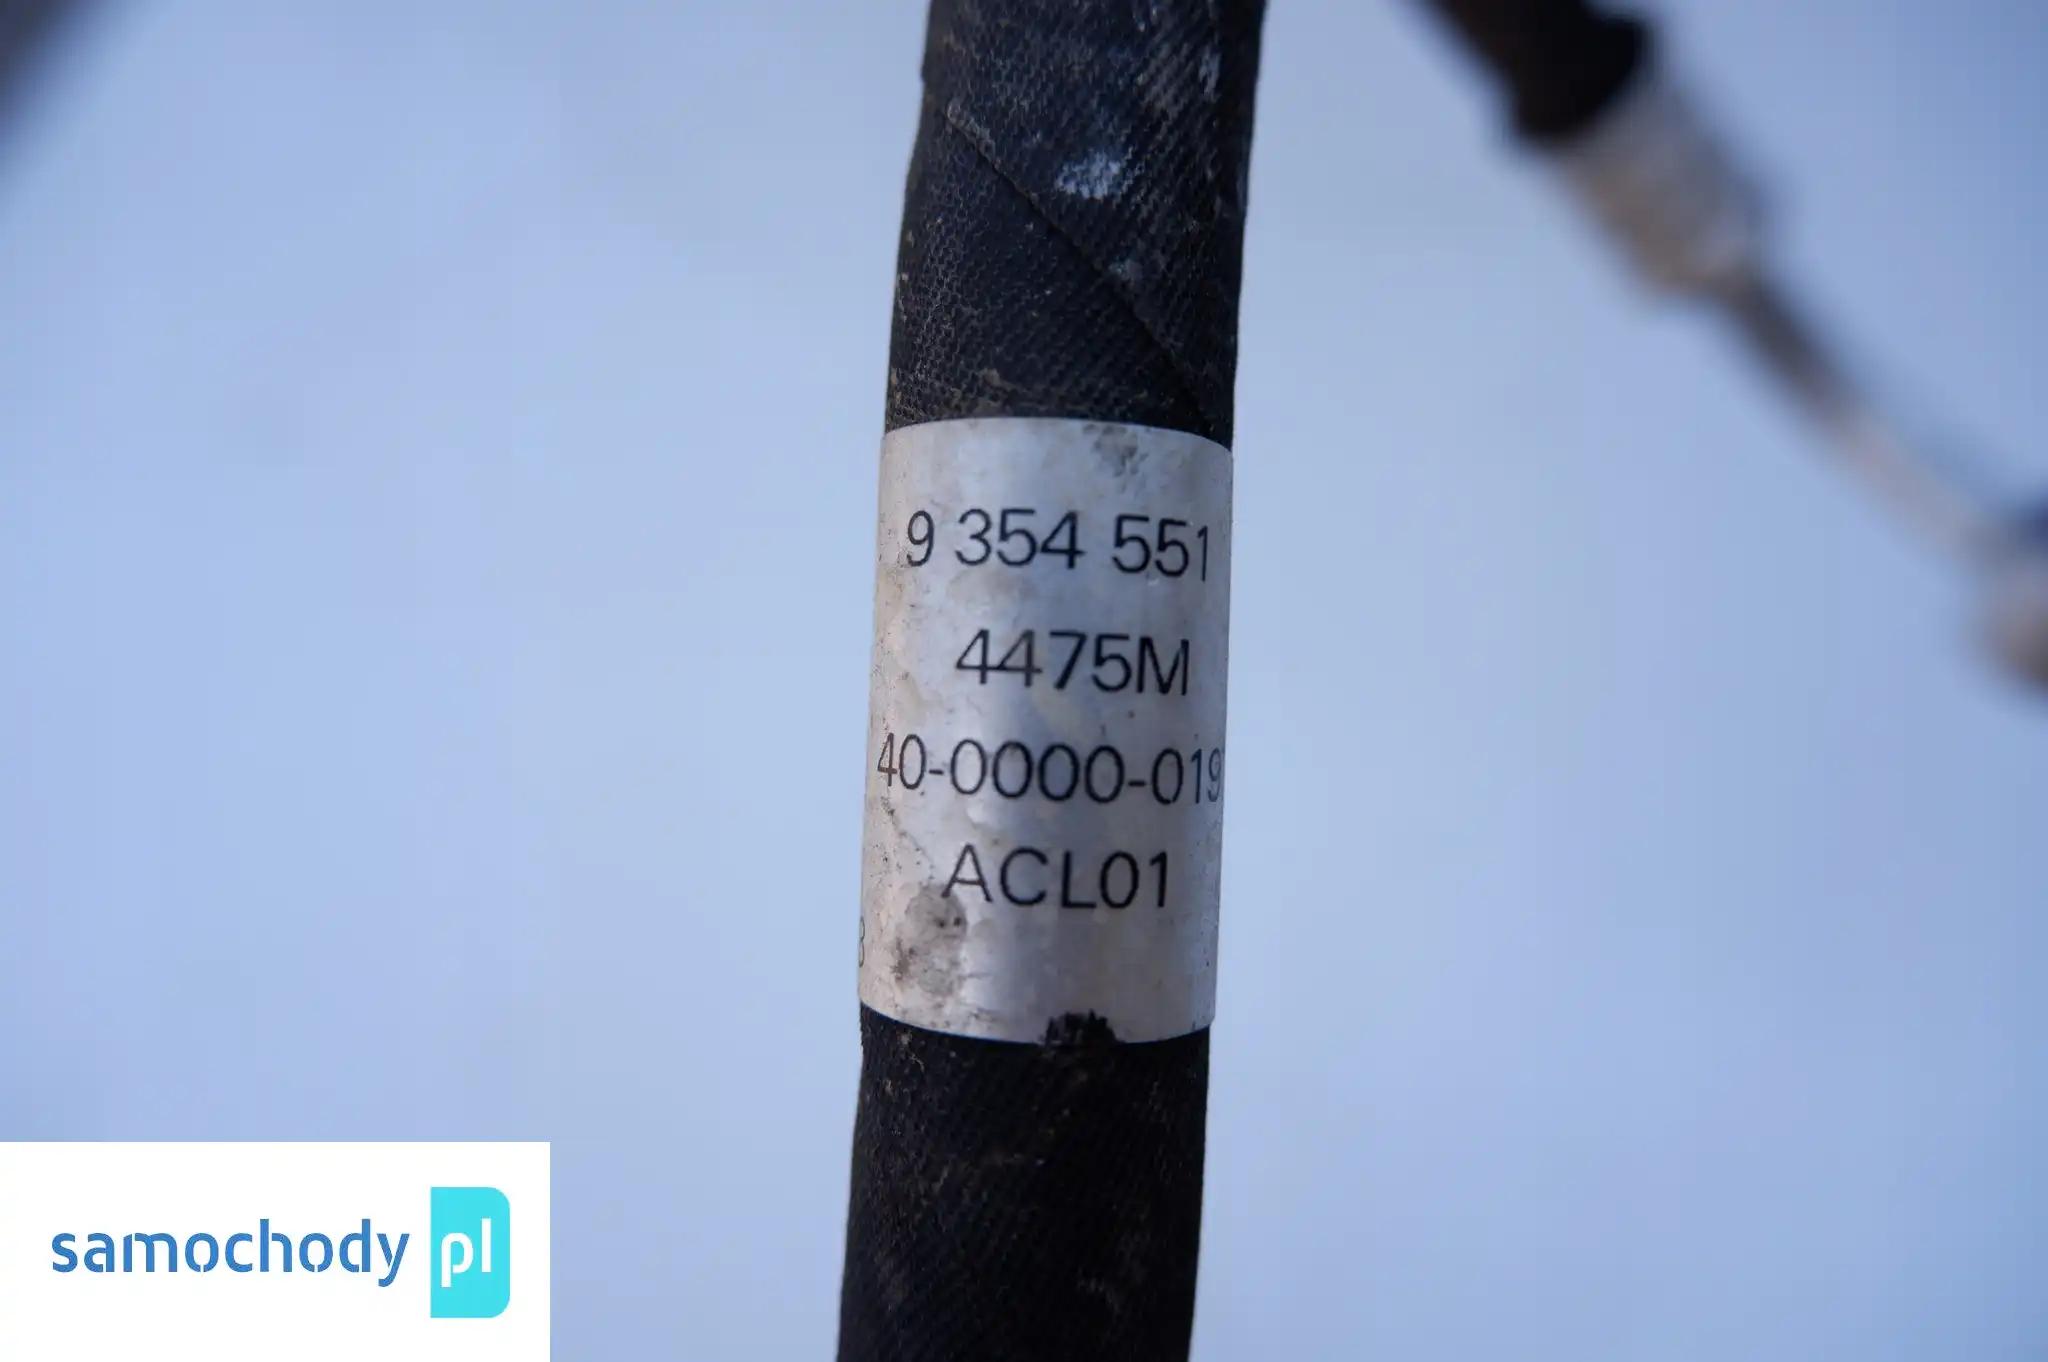 9 354 551
4475M
40-0000-019
ACL01
samochody pl